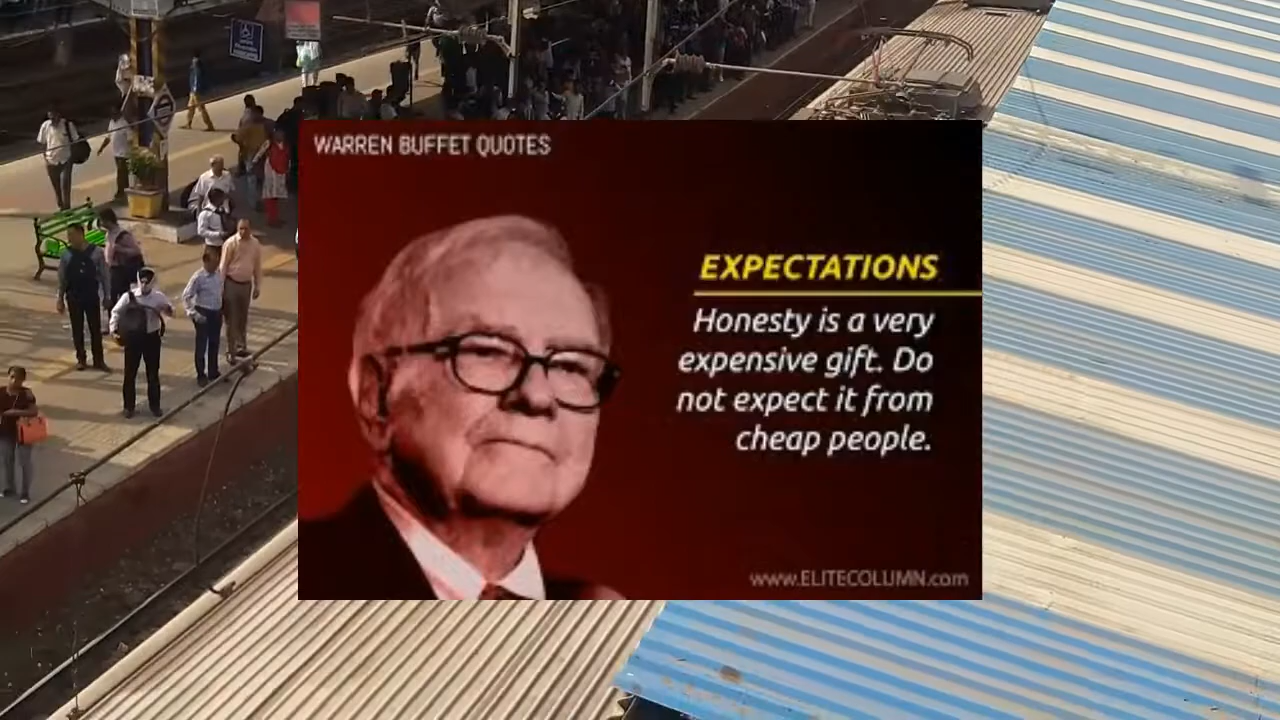 WARREN BUFFET QUOTES
EXPECTATIONS
Honesty is a very
expensive gift. Do
not expect it from
cheap people.
www.ELITECOLUMN.com